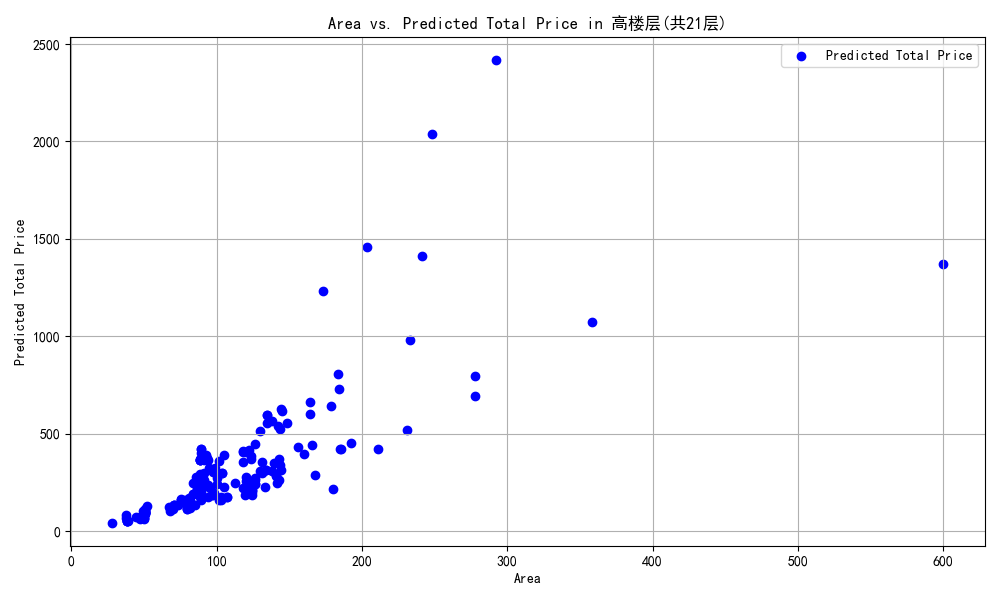 Area vs. Predicted Total Price in 高楼层(共21层)
Predicted Total Price
2500
2000
1500
1000
500
0
Predicted Total Price
0 100 200 300 400 500 600
Area